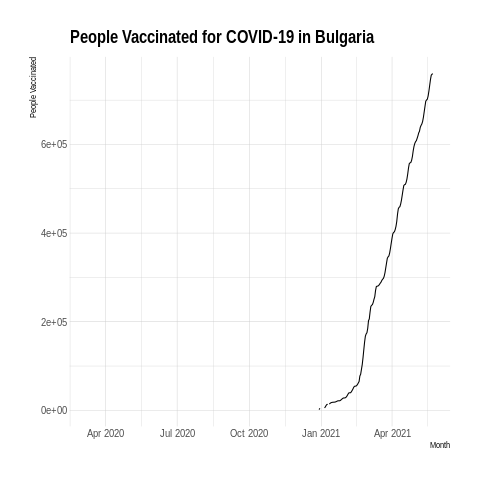 People Vaccinated for COVID-19 in Bulgaria
People Vaccinated
6e+05
4e+05
2e+05
0e+00
Apr 2020 Jul 2020 Oct 2020 Jan 2021 Apr 2021
Month